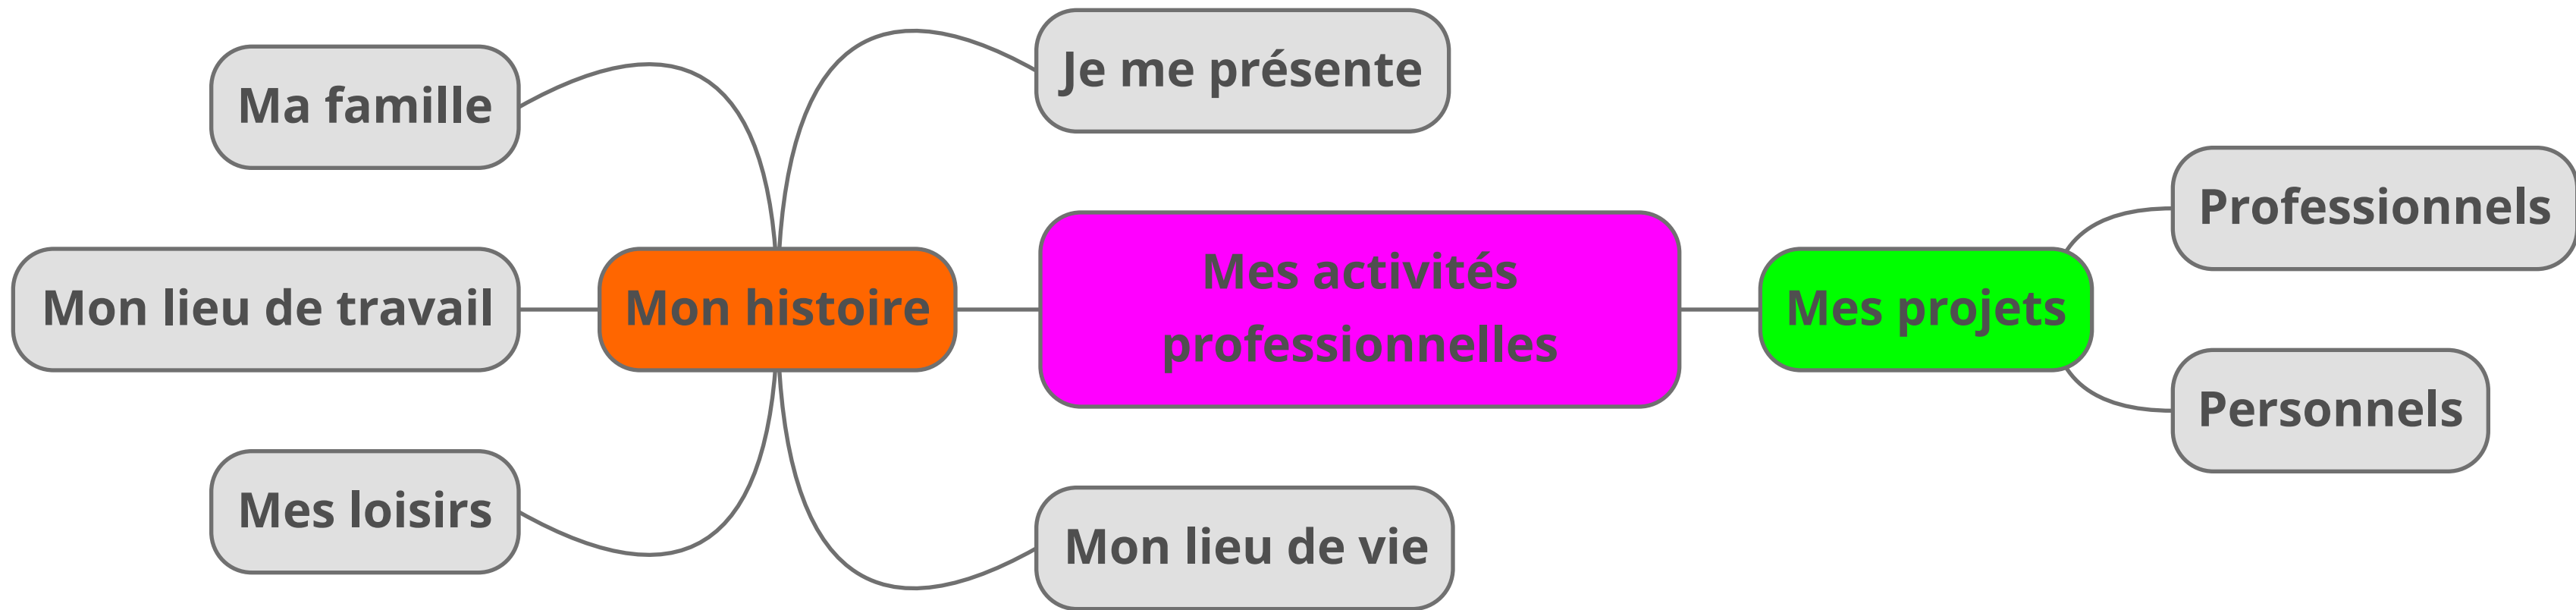 Je me présente
Ma famille
Professionnels
Mes activités
professionnelles
Mon lieu de travail
Mon histoire
Mes projets
Personnels
Mes loisirs
Mon lieu de vie